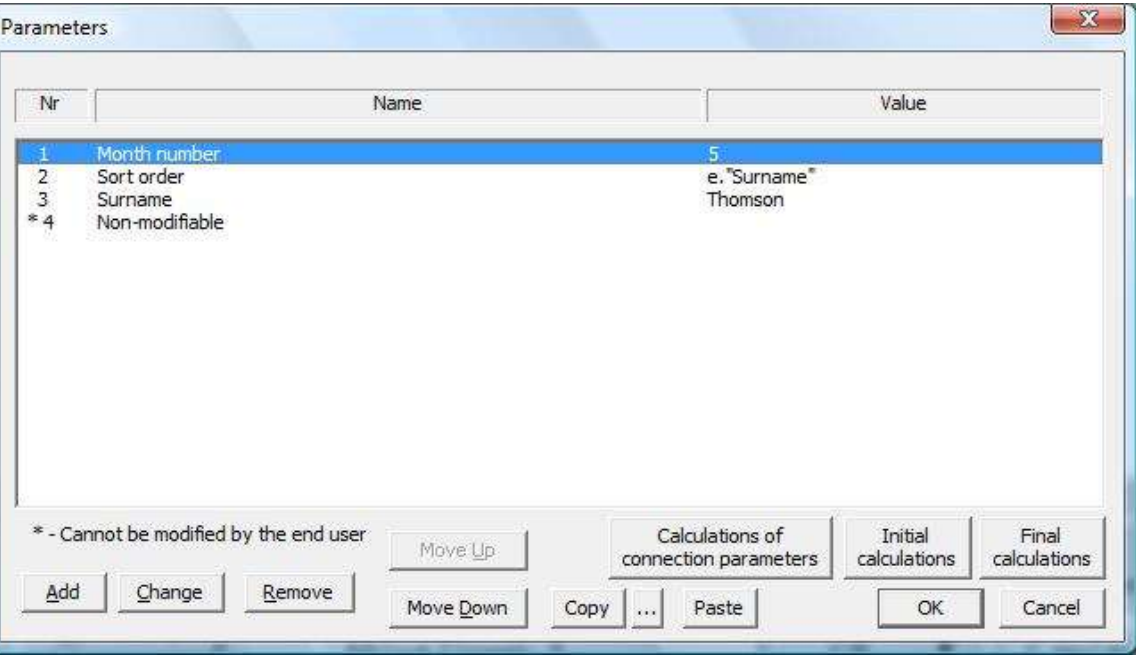 Parameters
Nr Name Value
1 Month number 5
2 Sort order e."Surname"
3 Surname Thomson
* 4 Non-modifiable
* - Cannot be modified by the end user
Move Up
Calculations of
connection parameters
Initial
calculations
Final
calculations
Add Change Remove
Move Down Copy ... Paste OK Cancel